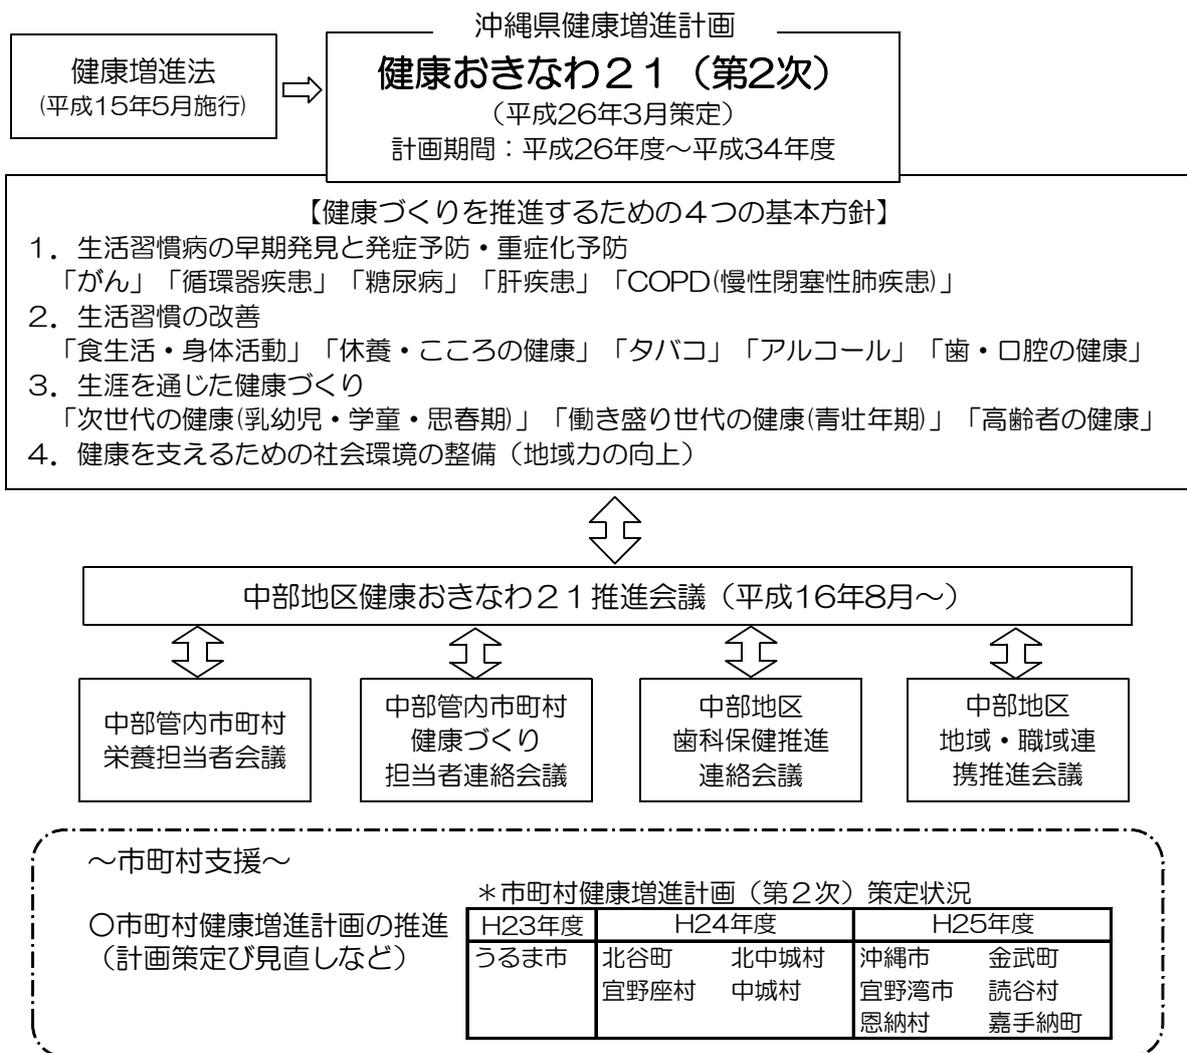 沖縄県健康増進計画
健康増進法
(平成15年5月施行)
健康おきなわ２１（第2次）
（平成26年3月策定）
計画期間：平成26年度～平成34年度
【健康づくりを推進するための４つの基本方針】
１．生活習慣病の早期発見と発症予防・重症化予防
「がん」「循環器疾患」「糖尿病」「肝疾患」「COPD(慢性閉塞性肺疾患)」
２．生活習慣の改善
「食生活・身体活動」「休養・こころの健康」「タバコ」「アルコール」「歯・口腔の健康」
３．生涯を通じた健康づくり
「次世代の健康(乳幼児・学童・思春期)」「働き盛り世代の健康(青壮年期)」「高齢者の健康」
４．健康を支えるための社会環境の整備（地域力の向上）
中部地区健康おきなわ２１推進会議（平成16年8月～）
中部管内市町村
栄養担当者会議
中部管内市町村
健康づくり
担当者連絡会議
中部地区
歯科保健推進
連絡会議
中部地区
地域・職域連
携推進会議
～市町村支援～
○市町村健康増進計画の推進
（計画策定び見直しなど）
＊市町村健康増進計画（第２次）策定状況
H23年度 H24年度 H25年度
うるま市 北谷町 北中城村 沖縄市 金武町
宜野座村 中城村 宜野湾市 読谷村
恩納村 嘉手納町